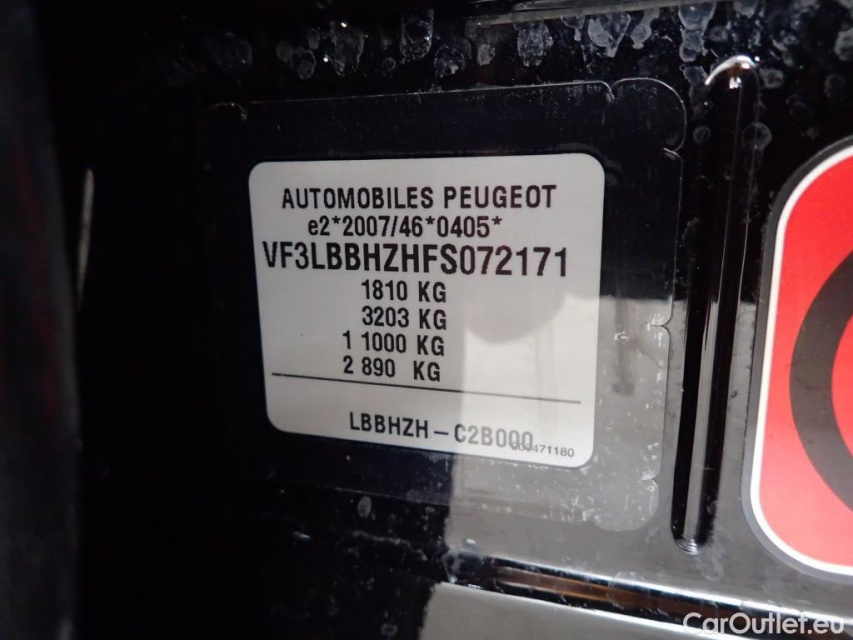 AUTOMOBILES PEUGEOT
e2*2007/46*0405*
VF3LBBHZHFS072171
1810 KG
3203 KG
1 1000 KG
2 890 KG
LBBHZH-C2B000
CarOutlet.eu